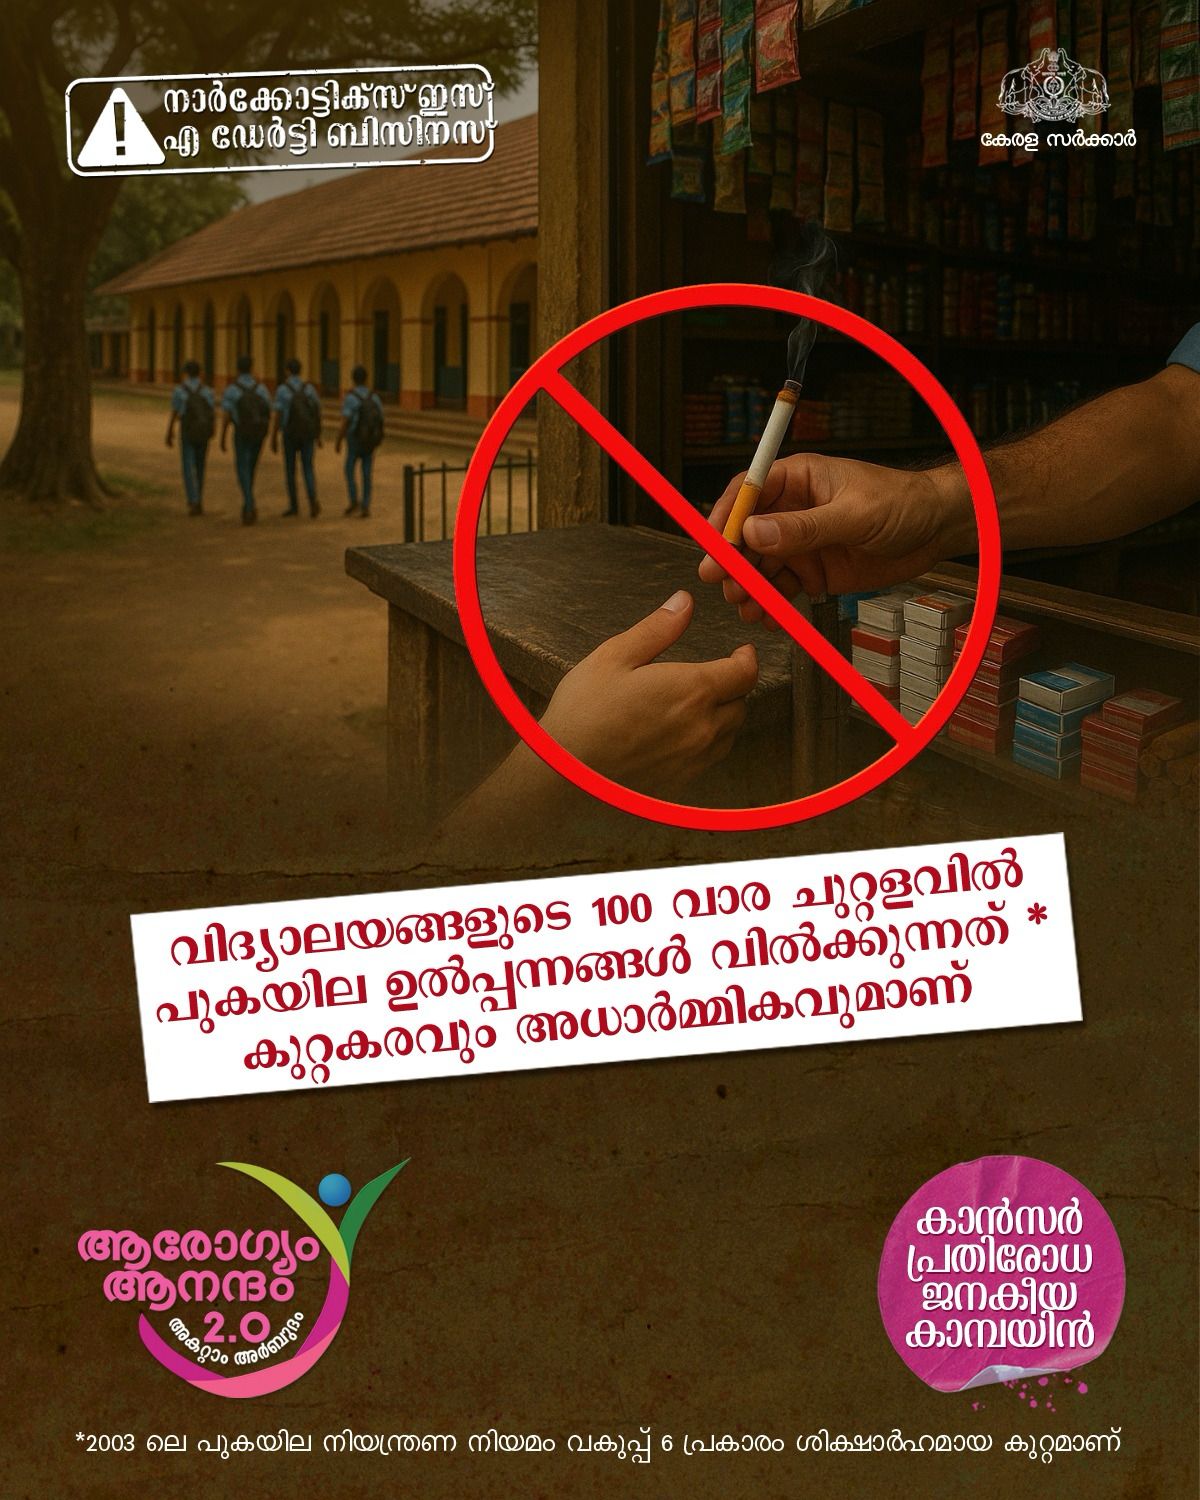 നാർക്കോട്ടിക്സ് ഇസ്
എ ഡേർട്ടി ബിസിനസ്
കേരള സർക്കാർ
വിദ്യാലയങ്ങളുടെ 100 വാര ചുറ്റളവിൽ
പുകയില ഉൽപ്പന്നങ്ങൾ വിൽക്കുന്നത് *
കുറ്റകരവും അധാർമ്മികവുമാണ്
ആരോഗ്യം
ആനന്ദം
2.0
അകറ്റാം അർബുദം
കാൻസർ
പ്രതിരോധ
ജനകീയ
കാമ്പയിൻ
*2003 ലെ പുകയില നിയന്ത്രണ നിയമം വകുപ്പ് 6 പ്രകാരം ശിക്ഷാർഹമായ കുറ്റമാണ്